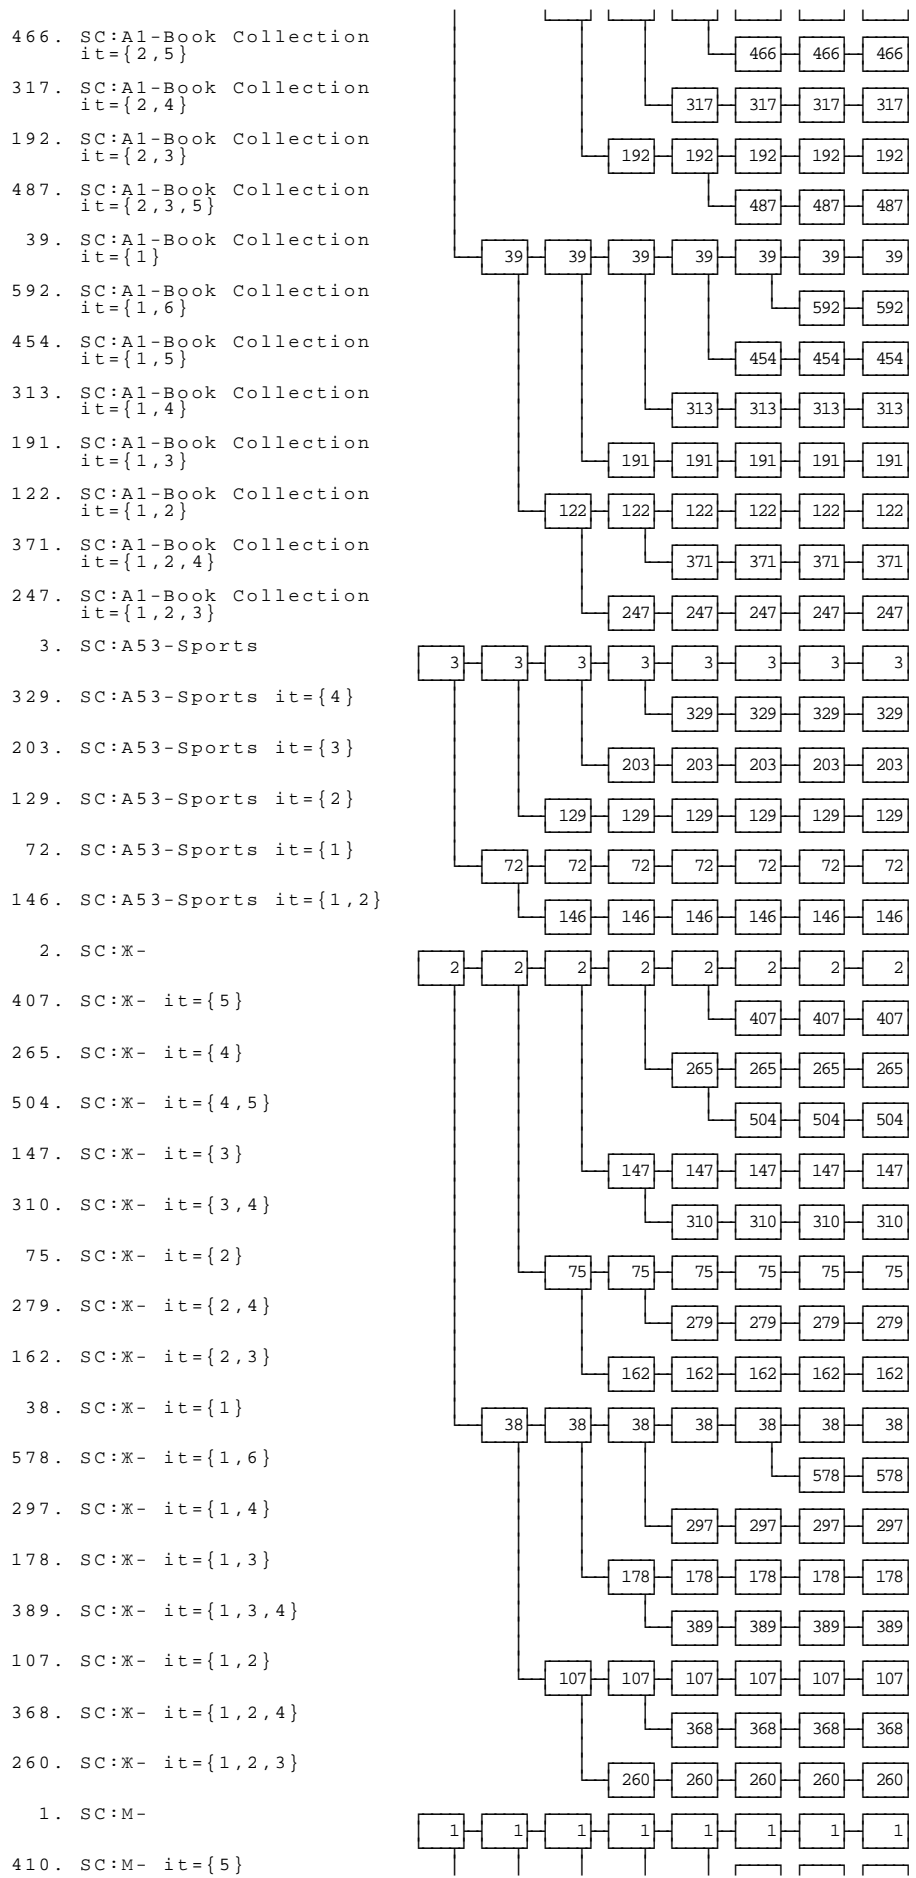 466. SC:A1-Book Collection
it={2,5}
466 466 466
317. SC:A1-Book Collection
it={2,4}
317 317 317 317
192. SC:A1-Book Collection
it={2,3}
192 192 192 192 192
487. SC:A1-Book Collection
it={2,3,5}
487 487 487
39. SC:A1-Book Collection
it={1}
39 39 39 39 39 39 39
592. SC:A1-Book Collection
it={1,6}
592 592
454. SC:A1-Book Collection
it={1,5}
454 454 454
313. SC:A1-Book Collection
it={1,4}
313 313 313 313
191. SC:A1-Book Collection
it={1,3}
191 191 191 191 191
122. SC:A1-Book Collection
it={1,2}
122 122 122 122 122 122
371. SC:A1-Book Collection
it={1,2,4}
371 371 371 371
247. SC:A1-Book Collection
it={1,2,3}
247 247 247 247 247
3. SC:A53-Sports
3 3 3 3 3 3 3 3
329. SC:A53-Sports it={4}
329 329 329 329
203. SC:A53-Sports it={3}
203 203 203 203 203
129. SC:A53-Sports it={2}
129 129 129 129 129 129
72. SC:A53-Sports it={1}
72 72 72 72 72 72 72
146. SC:A53-Sports it={1,2}
146 146 146 146 146 146
2. SC:Ж-
2 2 2 2 2 2 2 2
407. SC:Ж- it={5}
407 407 407
265. SC:Ж- it={4}
265 265 265 265
504. SC:Ж- it={4,5}
504 504 504
147. SC:Ж- it={3}
147 147 147 147 147
310. SC:Ж- it={3,4}
310 310 310 310
75. SC:Ж- it={2}
75 75 75 75 75 75
279. SC:Ж- it={2,4}
279 279 279 279
162. SC:Ж- it={2,3}
162 162 162 162 162
38. SC:Ж- it={1}
38 38 38 38 38 38 38
578. SC:Ж- it={1,6}
578 578
297. SC:Ж- it={1,4}
297 297 297 297
178. SC:Ж- it={1,3}
178 178 178 178 178
389. SC:Ж- it={1,3,4}
389 389 389 389
107. SC:Ж- it={1,2}
107 107 107 107 107 107
368. SC:Ж- it={1,2,4}
368 368 368 368
260. SC:Ж- it={1,2,3}
260 260 260 260 260
1. SC:M-
1 1 1 1 1 1 1 1
410. SC:M- it={5}